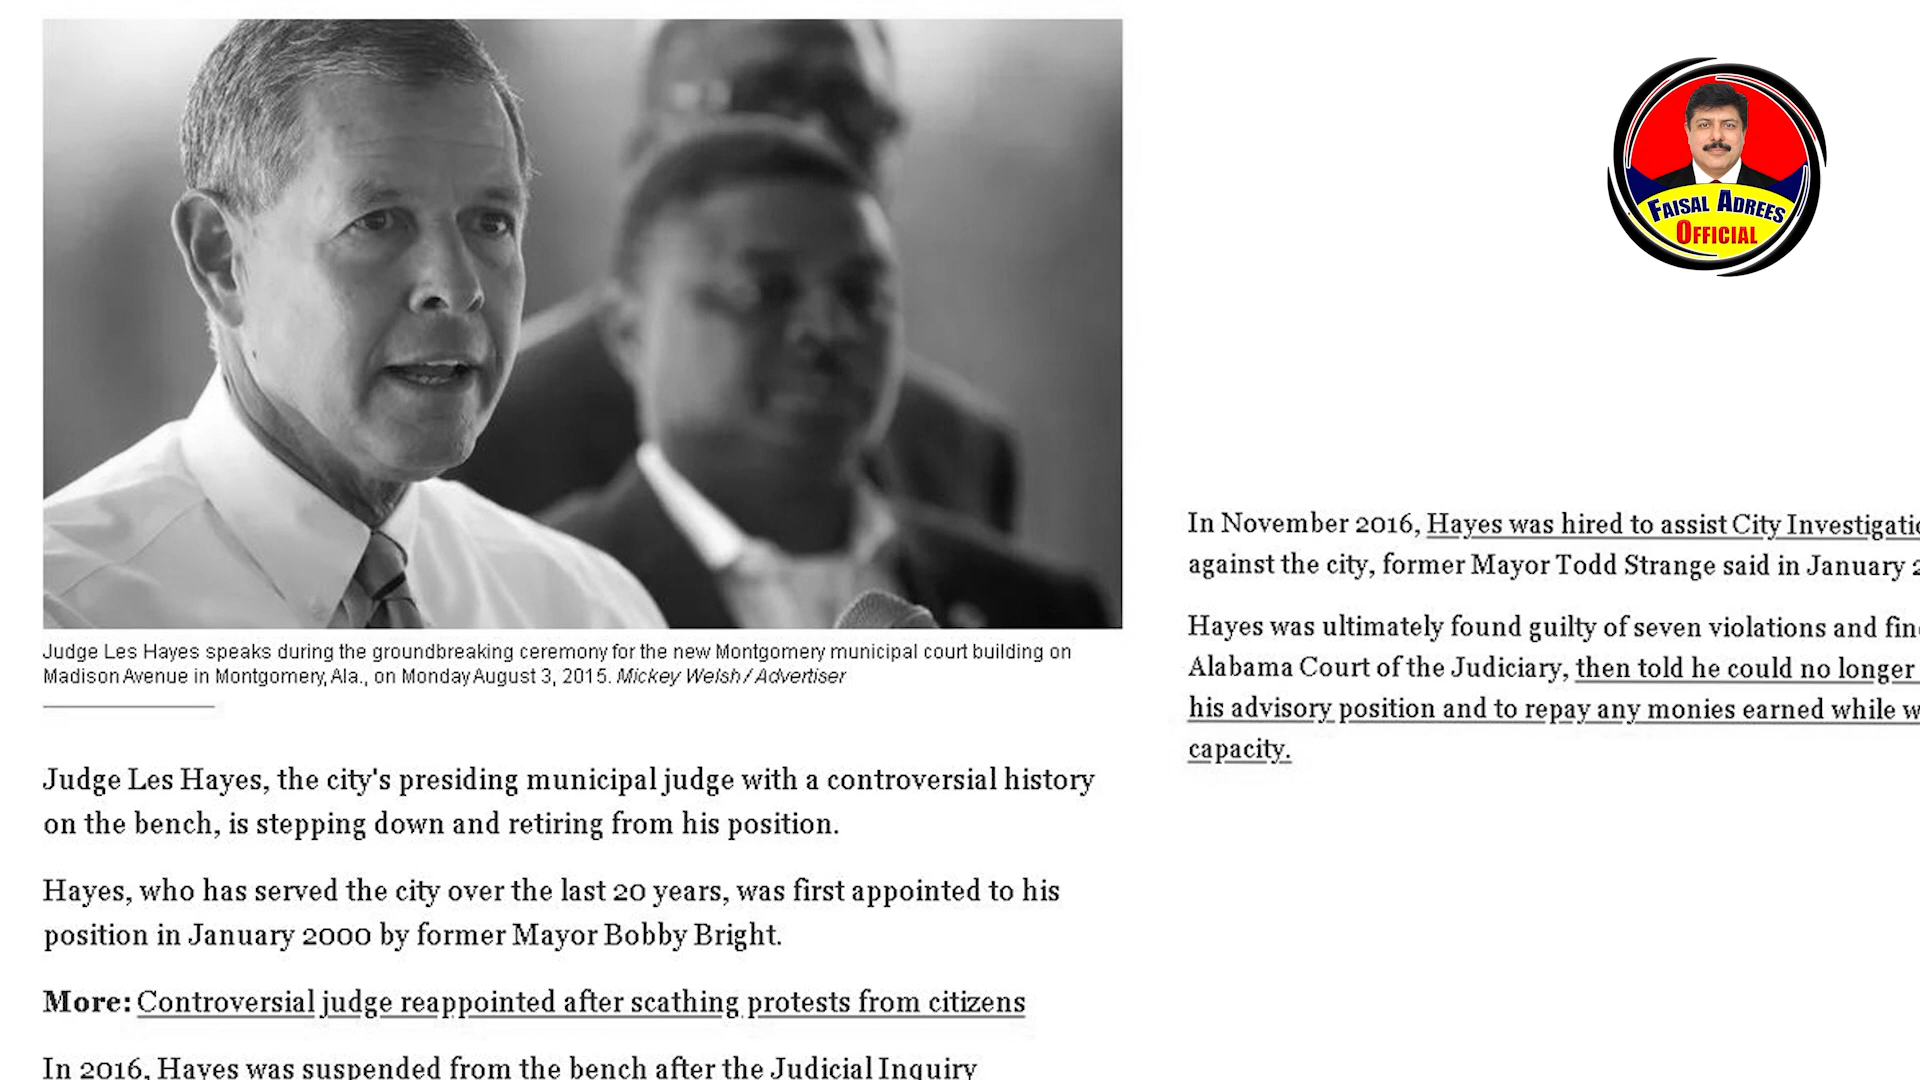 FAISAL ADREES
OFFICIAL
Judge Les Hayes speaks during the groundbreaking ceremony for the new Montgomery municipal court building on
Madison Avenue in Montgomery, Ala., on Monday August 3, 2015. Mickey Welsh / Advertiser
Judge Les Hayes, the city's presiding municipal judge with a controversial history
on the bench, is stepping down and retiring from his position.
Hayes, who has served the city over the last 20 years, was first appointed to his
position in January 2000 by former Mayor Bobby Bright.
More: Controversial judge reappointed after scathing protests from citizens
In 2016, Hayes was suspended from the bench after the Judicial Inquiry
In November 2016, Hayes was hired to assist City
against the city, former Mayor Todd Strange said in January
Hayes was ultimately found guilty of seven violations and
Alabama Court of the Judiciary, then told he could no longer
his advisory position and to repay any monies earned while
capacity.